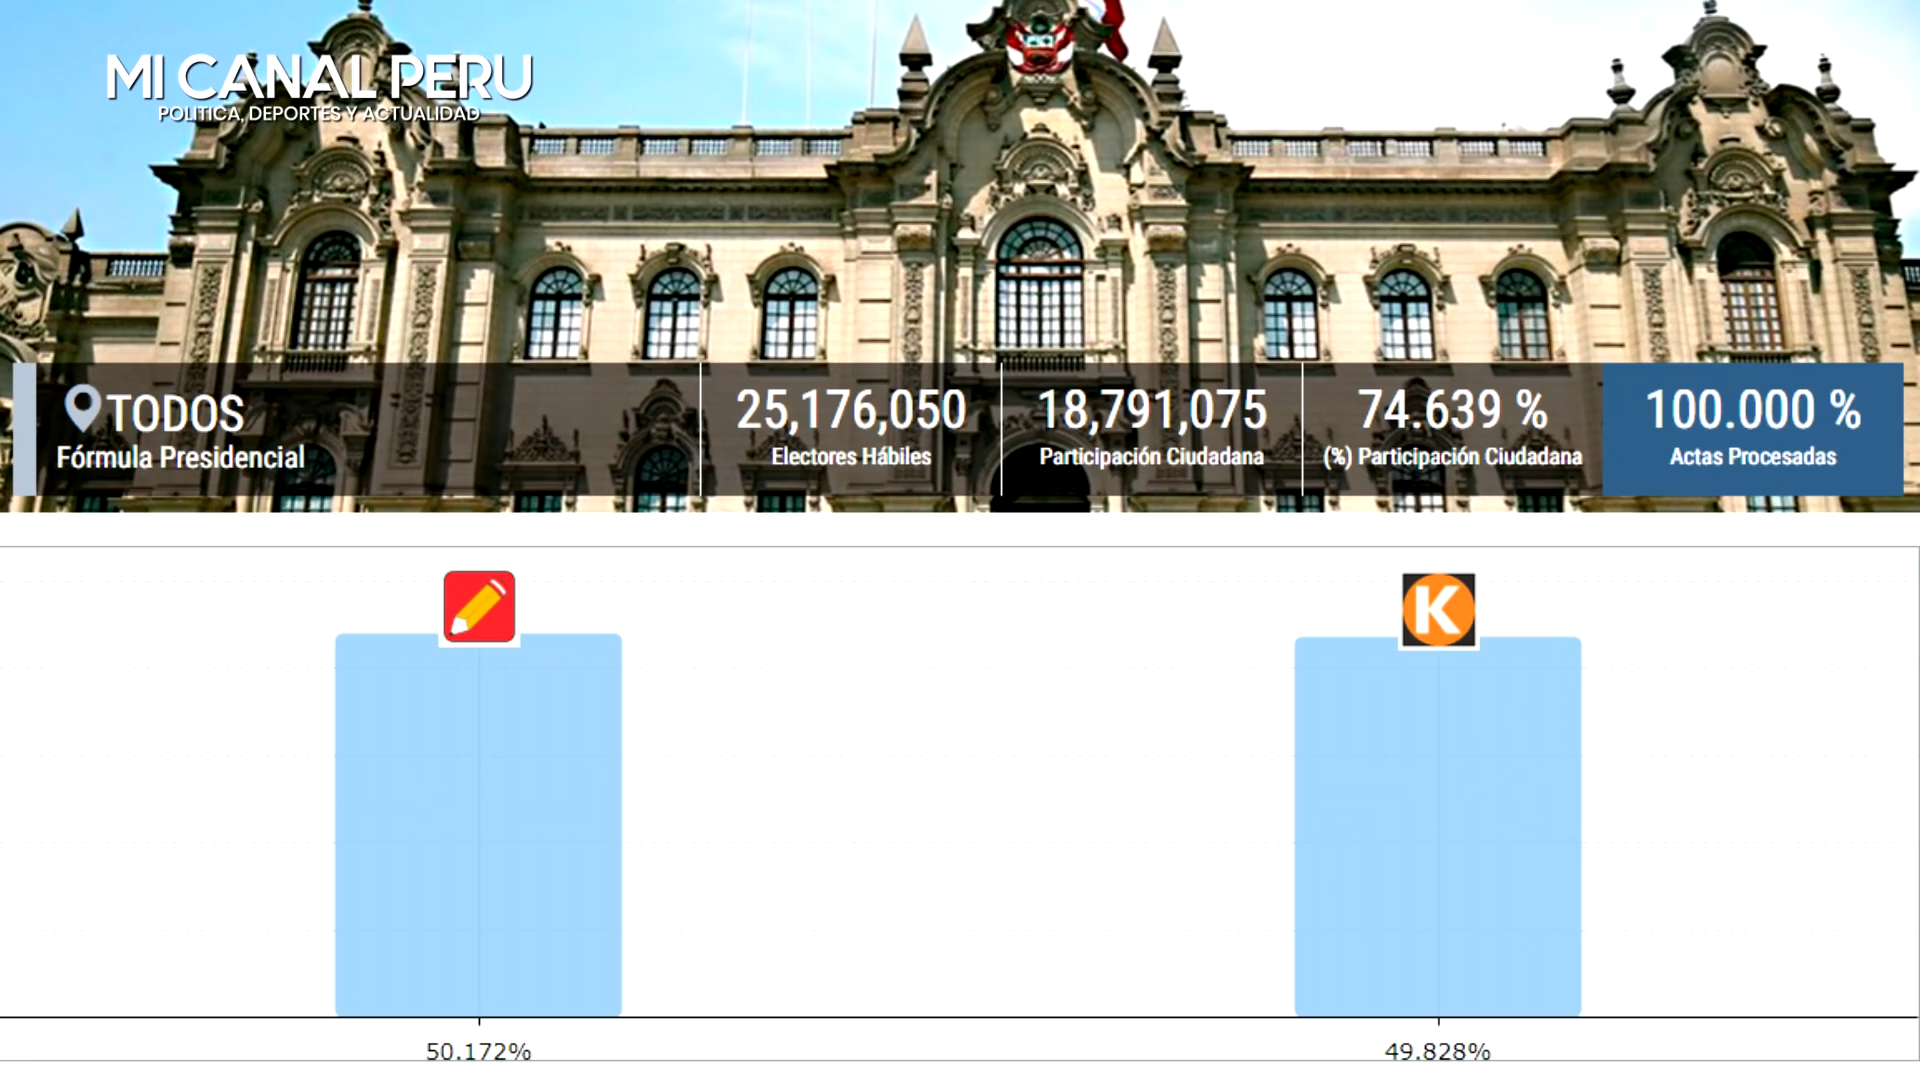 MI CANAL PERU
POLITICA, DEPORTES Y ACTUALIDAD
TODOS
Fórmula Presidencial
25,176,050
Electores Hábiles
18,791,075
Participación Ciudadana
74.639 %
(%) Participación Ciudadana
100.000 %
Actas Procesadas
K
50.172%
49.828%